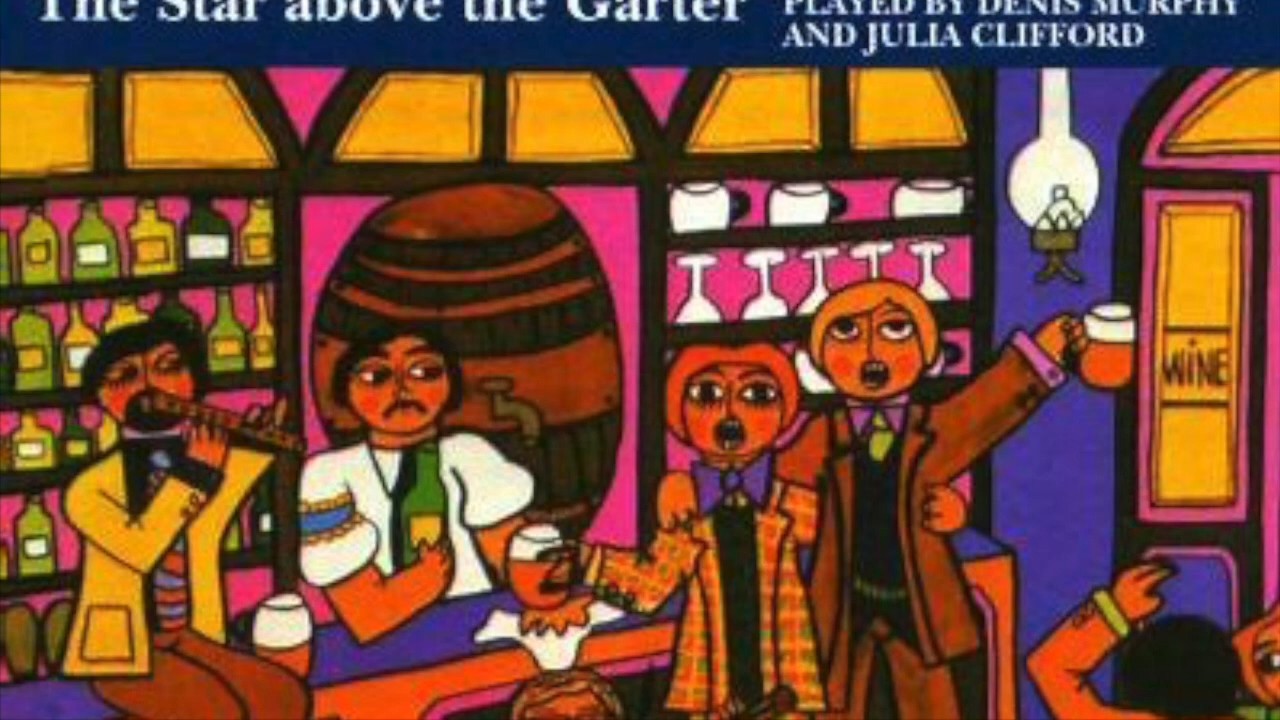 The Star above the Garter
PLAYED BY DENIS MURPHY
AND JULIA CLIFFORD
WiNE